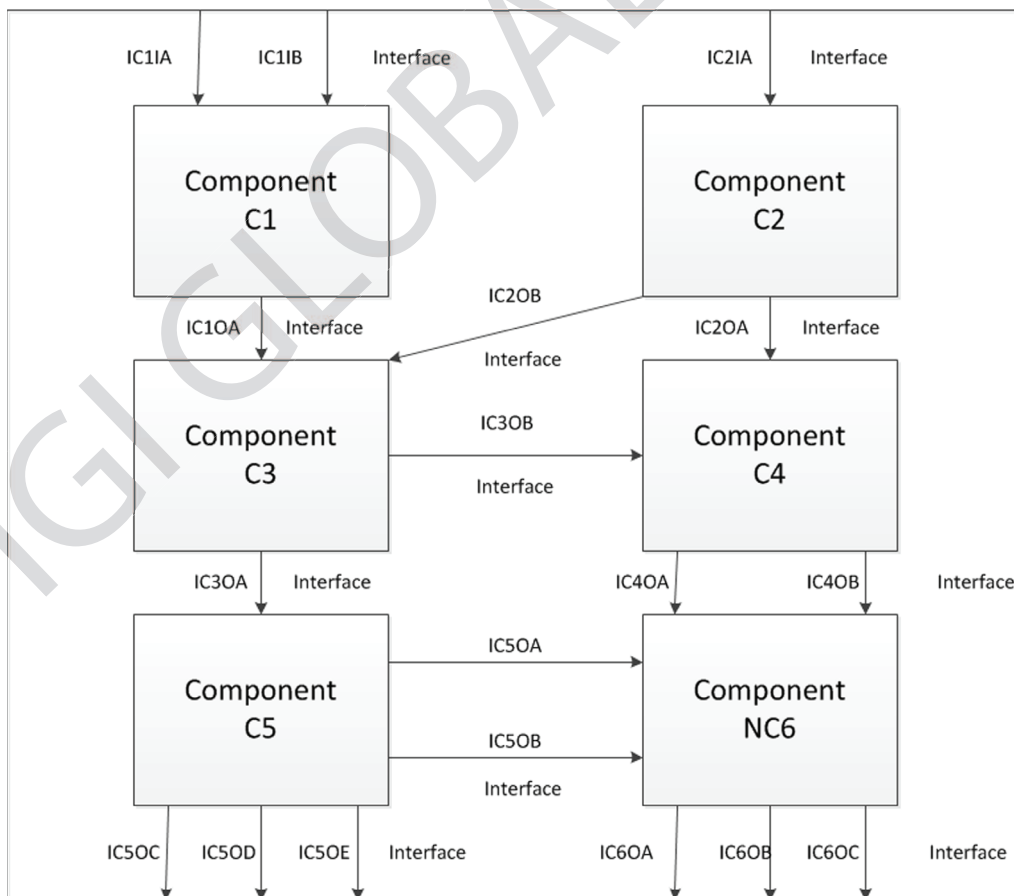 IC1IA IC1IB Interface IC2IA Interface
Component Component
C1 C2
IC2OB
IC1OA Interface IC2OA Interface
Interface
IC3OB
Component Component
C3 C4
Interface
IC3OA Interface IC4OA IC4OB Interface
IC5OA
Component Component
C5 NC6
IC5OB
Interface
IC5OC IC5OD IC5OE Interface IC6OA IC6OB IC6OC Interface
IGI GLOBAL